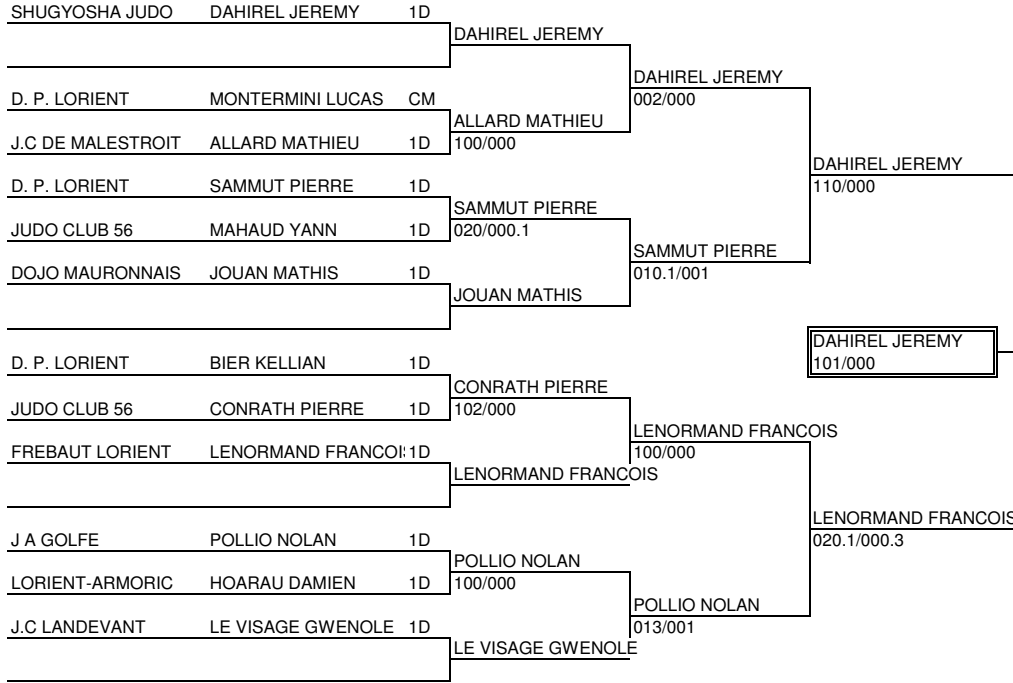 SHUGYOSHA JUDO DAHIREL JEREMY 1D
DAHIREL JEREMY
DAHIREL JEREMY
002/000
D. P. LORIENT MONTERMINI LUCAS CM
ALLARD MATHIEU
100/000
J.C DE MALESTROIT ALLARD MATHIEU 1D
DAHIREL JEREMY
110/000
D. P. LORIENT SAMMUT PIERRE 1D
SAMMUT PIERRE
020/000.1
JUDO CLUB 56 MAHAUD YANN 1D
SAMMUT PIERRE
010.1/001
DOJO MAURONNAIS JOUAN MATHIS 1D
JOUAN MATHIS
DAHIREL JEREMY
101/000
D. P. LORIENT BIER KELLIAN 1D
CONRATH PIERRE
102/000
JUDO CLUB 56 CONRATH PIERRE 1D
LENORMAND FRANCOIS
100/000
FREBAUT LORIENT LENORMAND FRANCOI 1D
LENORMAND FRANCOIS
LENORMAND FRANCOIS
020.1/000.3
J A GOLFE POLLIO NOLAN 1D
POLLIO NOLAN
100/000
LORIENT-ARMORIC HOARAU DAMIEN 1D
POLLIO NOLAN
013/001
J.C LANDEVANT LE VISAGE GWENOLE 1D
LE VISAGE GWENOLE